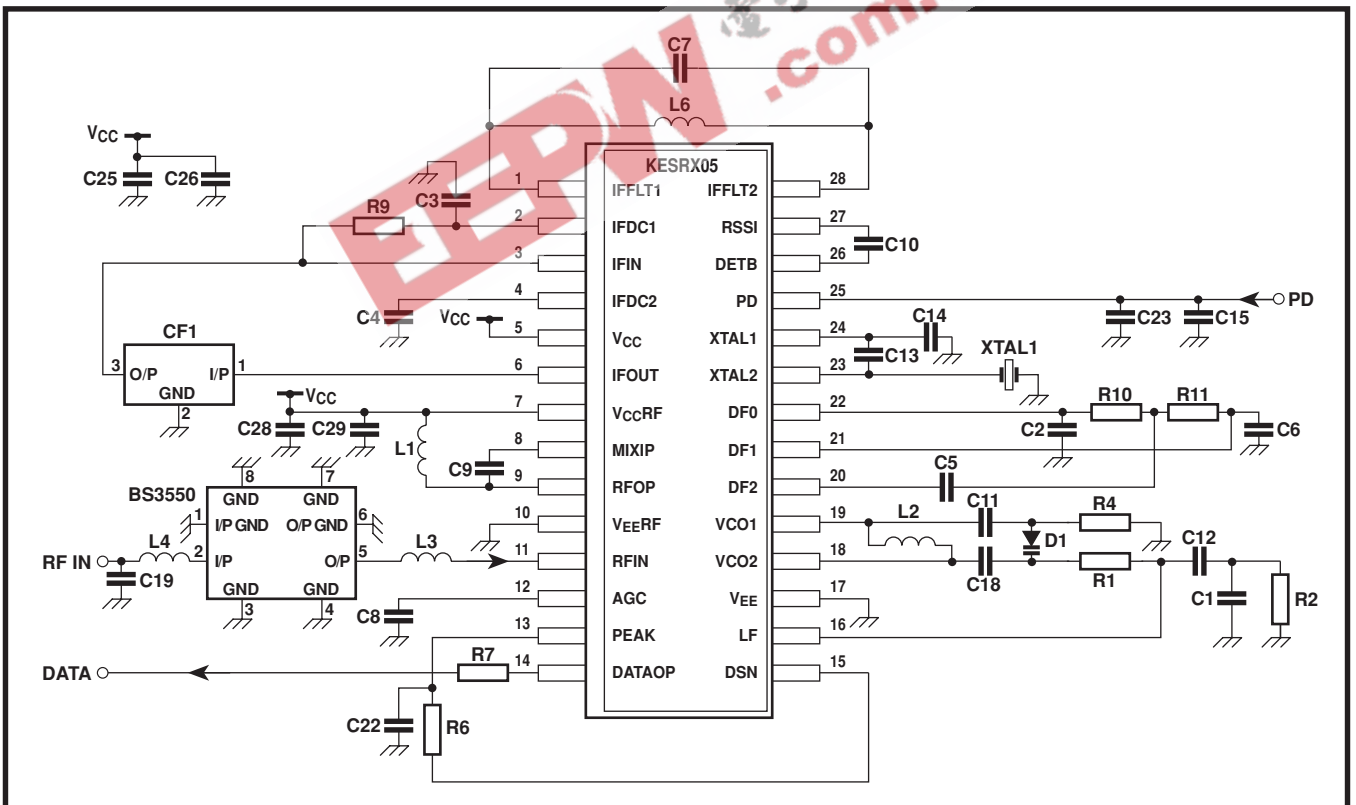 C7
L6
VCC
C25
C26
KESRX05
1
IFFLT1
IFFLT2
28
C3
R9
2
IFDC1
RSSI
27
C10
3
IFIN
DETB
26
4
IFDC2
PD
25
PD
C4
VCC
5
VCC
XTAL1
24
C14
C23
C15
CF1
C13
XTAL1
3
O/P
I/P
1
6
IFOUT
XTAL2
23
GND
2
VCC
7
VCCRF
DF0
22
R10
R11
C28
C29
L1
C2
C6
8
MIXIP
DF1
21
C9
9
RFOP
DF2
20
C5
8
7
BS3550
GND
GND
1
I/P GND
O/P GND
6
10
VEERF
VCO1
19
L2
C11
R4
L4
D1
RF IN
2
I/P
O/P
5
L3
11
RFIN
VCO2
18
C18
R1
C12
C19
GND
GND
3
4
12
AGC
VEE
17
C1
R2
C8
13
PEAK
LF
16
DATA
R7
14
DATAOP
DSN
15
C22
R6
EEPW
.com.